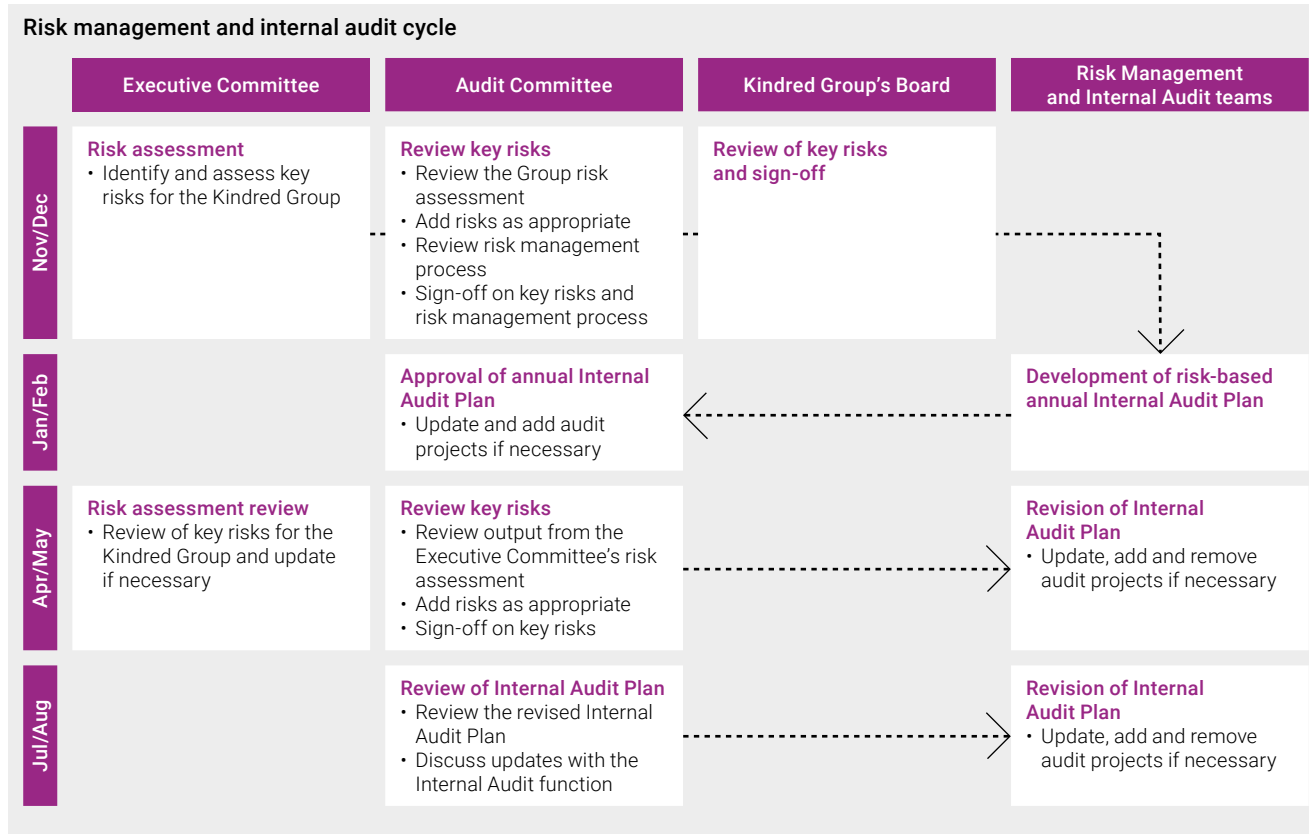 Risk management and internal audit cycle
Executive Committee
Audit Committee
Kindred Group's Board
Risk Management
and Internal Audit teams
Nov/Dec
Risk assessment
• Identify and assess key
risks for the Kindred Group
Review key risks
• Review the Group risk
assessment
• Add risks as appropriate
• Review risk management
process
• Sign-off on key risks and
risk management process
Review of key risks
and sign-off
Jan/Feb
Approval of annual Internal
Audit Plan
• Update and add audit
projects if necessary
Development of risk-based
annual Internal Audit Plan
Apr/May
Risk assessment review
• Review of key risks for the
Kindred Group and update
if necessary
Review key risks
• Review output from the
Executive Committee's risk
assessment
• Add risks as appropriate
• Sign-off on key risks
Revision of Internal
Audit Plan
• Update, add and remove
audit projects if necessary
Jul/Aug
Review of Internal Audit Plan
• Review the revised Internal
Audit Plan
• Discuss updates with the
Internal Audit function
Revision of Internal
Audit Plan
• Update, add and remove
audit projects if necessary